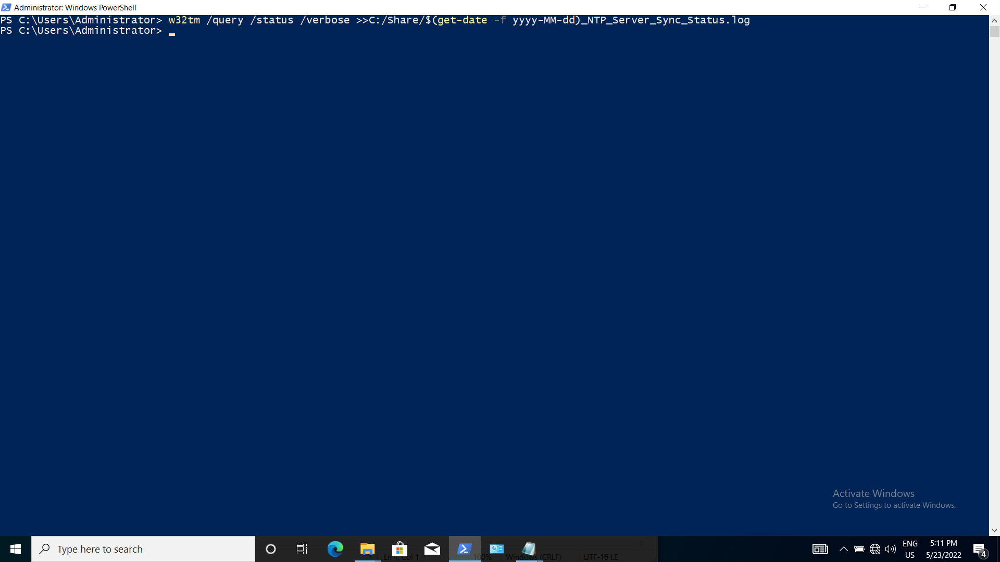 Administrator: Windows PowerShell
PS C:\Users\Administrator> w32tm /query /status /verbose >>C:/Share/$(get-date -f yyyy-MM-dd)_NTP_Server_Sync_Status.log
PS C:\Users\Administrator>
Activate Windows
Go to Settings to activate Windows.
Type here to search
Ln 1, Col 1
100%
Windows (CRLF)
UTF-16 LE
ENG
US
5:11 PM
5/23/2022
4